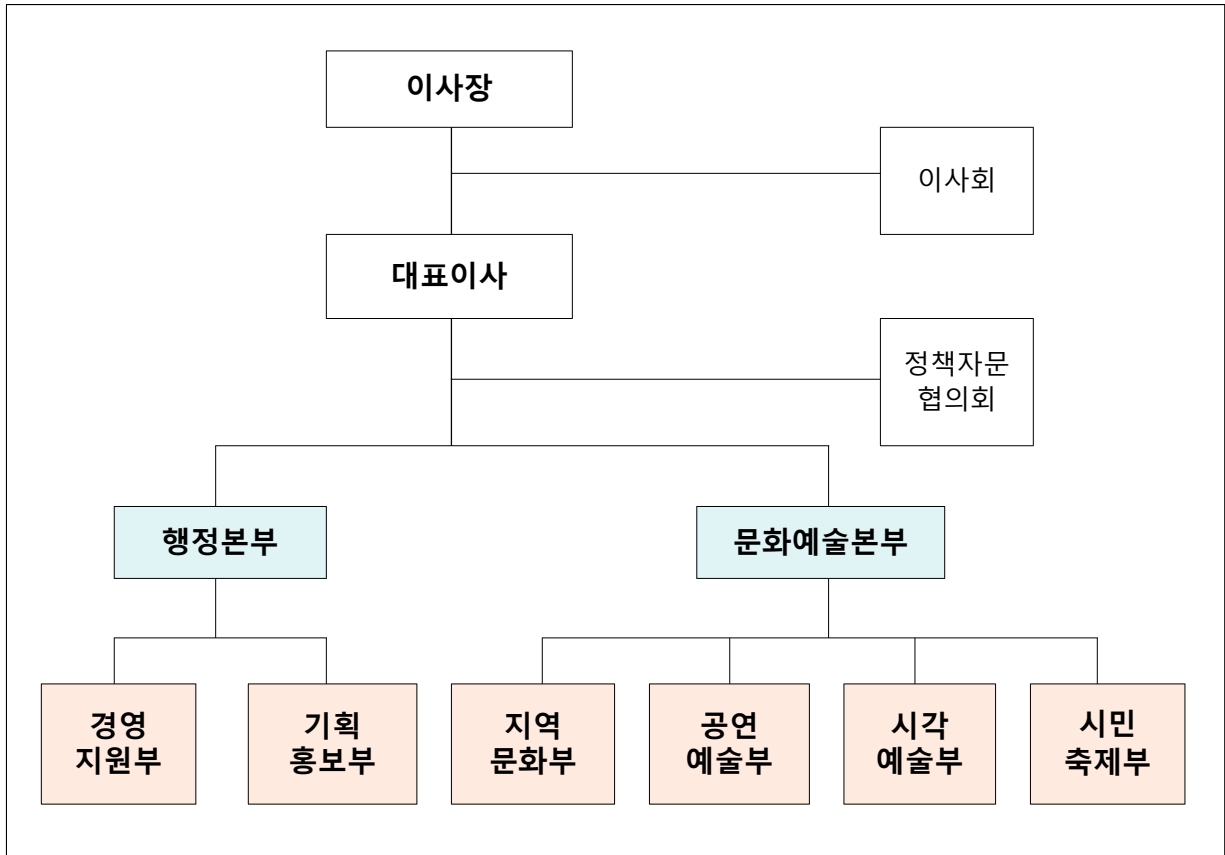 이사장
이사회
대표이사
정책자문
협의회
행정본부
문화예술본부
경영
지원부
기획
홍보부
지역
문화부
공연
예술부
시각
예술부
시민
축제부